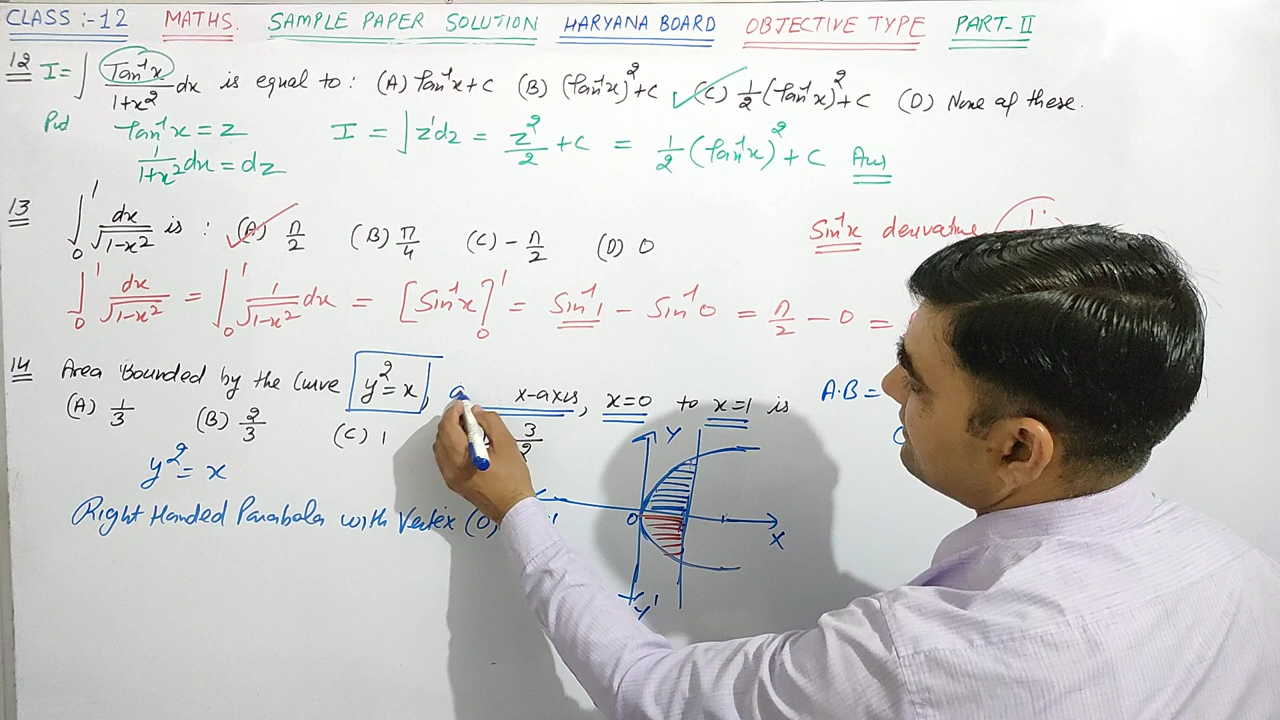 CLASS :- 12 MATHS. SAMPLE PAPER SOLUTION HARYANA BOARD OBJECTIVE TYPE PART- II
12 I= ∫ Tan⁻¹x/1+x² dx is equal to : (A) tan⁻¹x + C (B) (tan⁻¹x)² + C (C) 1/2 (tan⁻¹x)² + C (D) None of these.
Put tan⁻¹x = z I = ∫ z¹dz = z²/2 + C = 1/2 (tan⁻¹x)² + C Ans
1/1+x² dx = dz
13 ∫₀¹ dx/√1-x² is : (A) π/2 (B) π/4 (C) - π/2 (D) 0 Sin⁻¹x derivative
∫₀¹ dx/√1-x² = ∫₀¹ 1/√1-x² dx = [Sin⁻¹x]₀¹ = Sin⁻¹1 - Sin⁻¹0 = π/2 - 0 =
14 Area Bounded by the Curve y² = x, x-axis, x=0 to x=1 is A.B =
(A) 1/3 (B) 2/3 (C) 1 3/2
y² = x
Right Handed Parabola with Vertex (0,
Y
O X
Y'